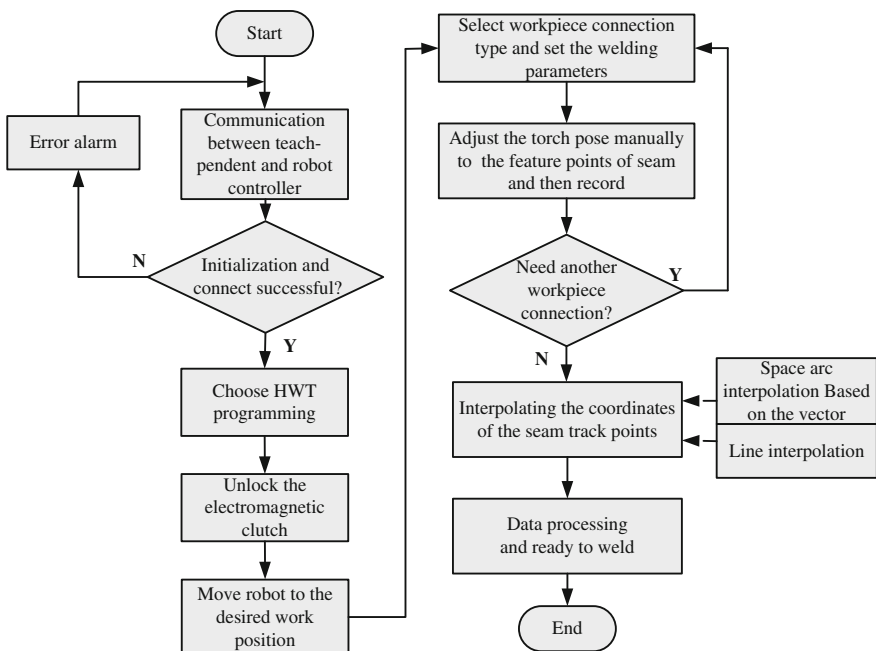 Start
Communication
between teach-
pendent and robot
controller
Error alarm
N
Initialization and
connect successful?
Y
Choose HWT
programming
Unlock the
electromagnetic
clutch
Move robot to the
desired work
position
Select workpiece connection
type and set the welding
parameters
Adjust the torch pose manually
to the feature points of seam
and then record
Need another
workpiece
connection?
Y
N
Interpolating the coordinates
of the seam track points
Space arc
interpolation Based
on the vector
Line interpolation
Data processing
and ready to weld
End